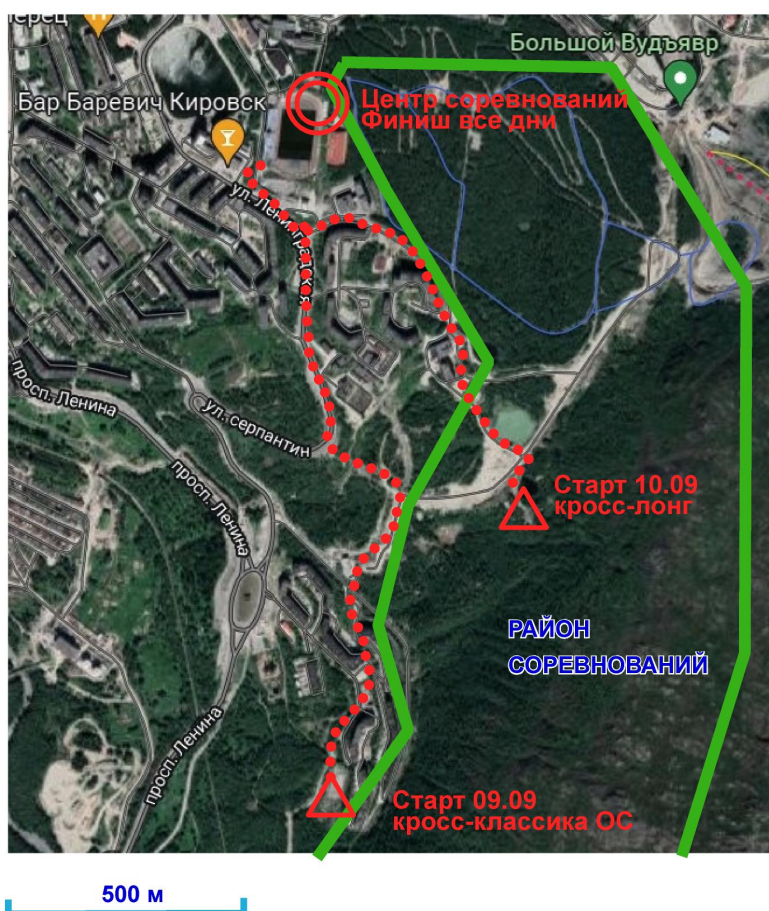 Перец
Большой Вудъявр
Бар Баревич Кировск
Центр соревнований
Финиш все дни
ул. Ленинградская
просп. Ленина
ул. серпантин
просп. Ленина
Старт 10.09
кросс-лонг
РАЙОН
СОРЕВНОВАНИЙ
просп. Ленина
Старт 09.09
кросс-классика ОС
500 м